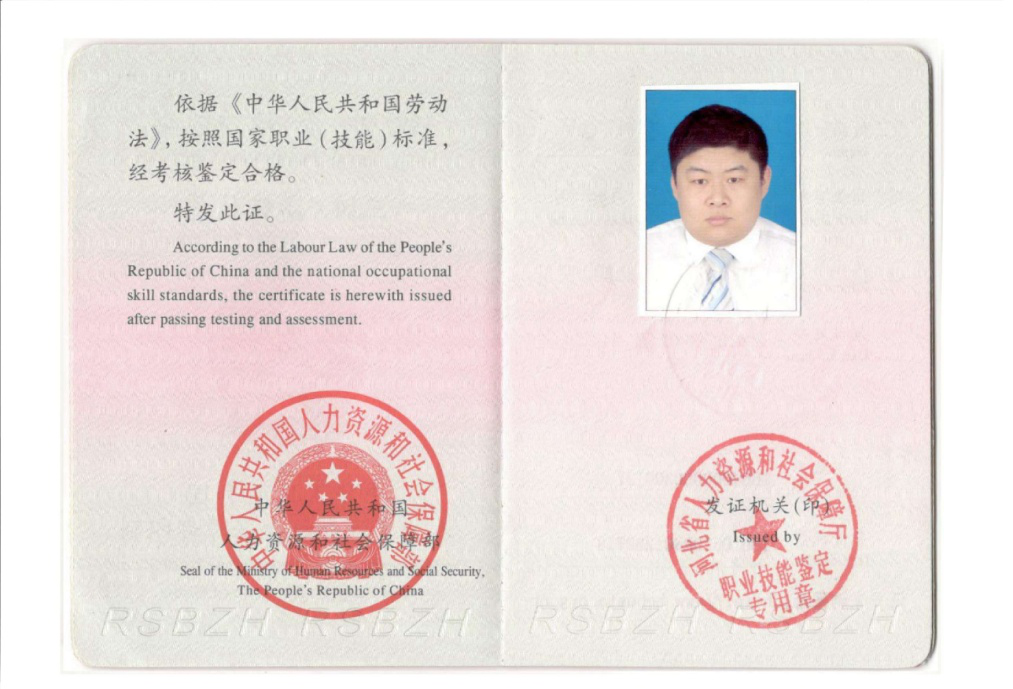 依据《中华人民共和国劳动
法》,按照国家职业(技能)标准,
经考核鉴定合格。
特发此证。
According to the Labour Law of the People's
Republic of China and the national occupational
skill standards, the certificate is herewith issued
after passing testing and assessment.
中华人民共和国人力资源和社会保障部
中华人民共和国
人力资源和社会保障部
Seal of the Ministry of Human Resources and Social Security,
The People's Republic of China
RSBZH RSBZH
河北省人力资源和社会保障厅
发证机关(印)
Issued by
职业技能鉴定
专用章
RSBZH RSBZH